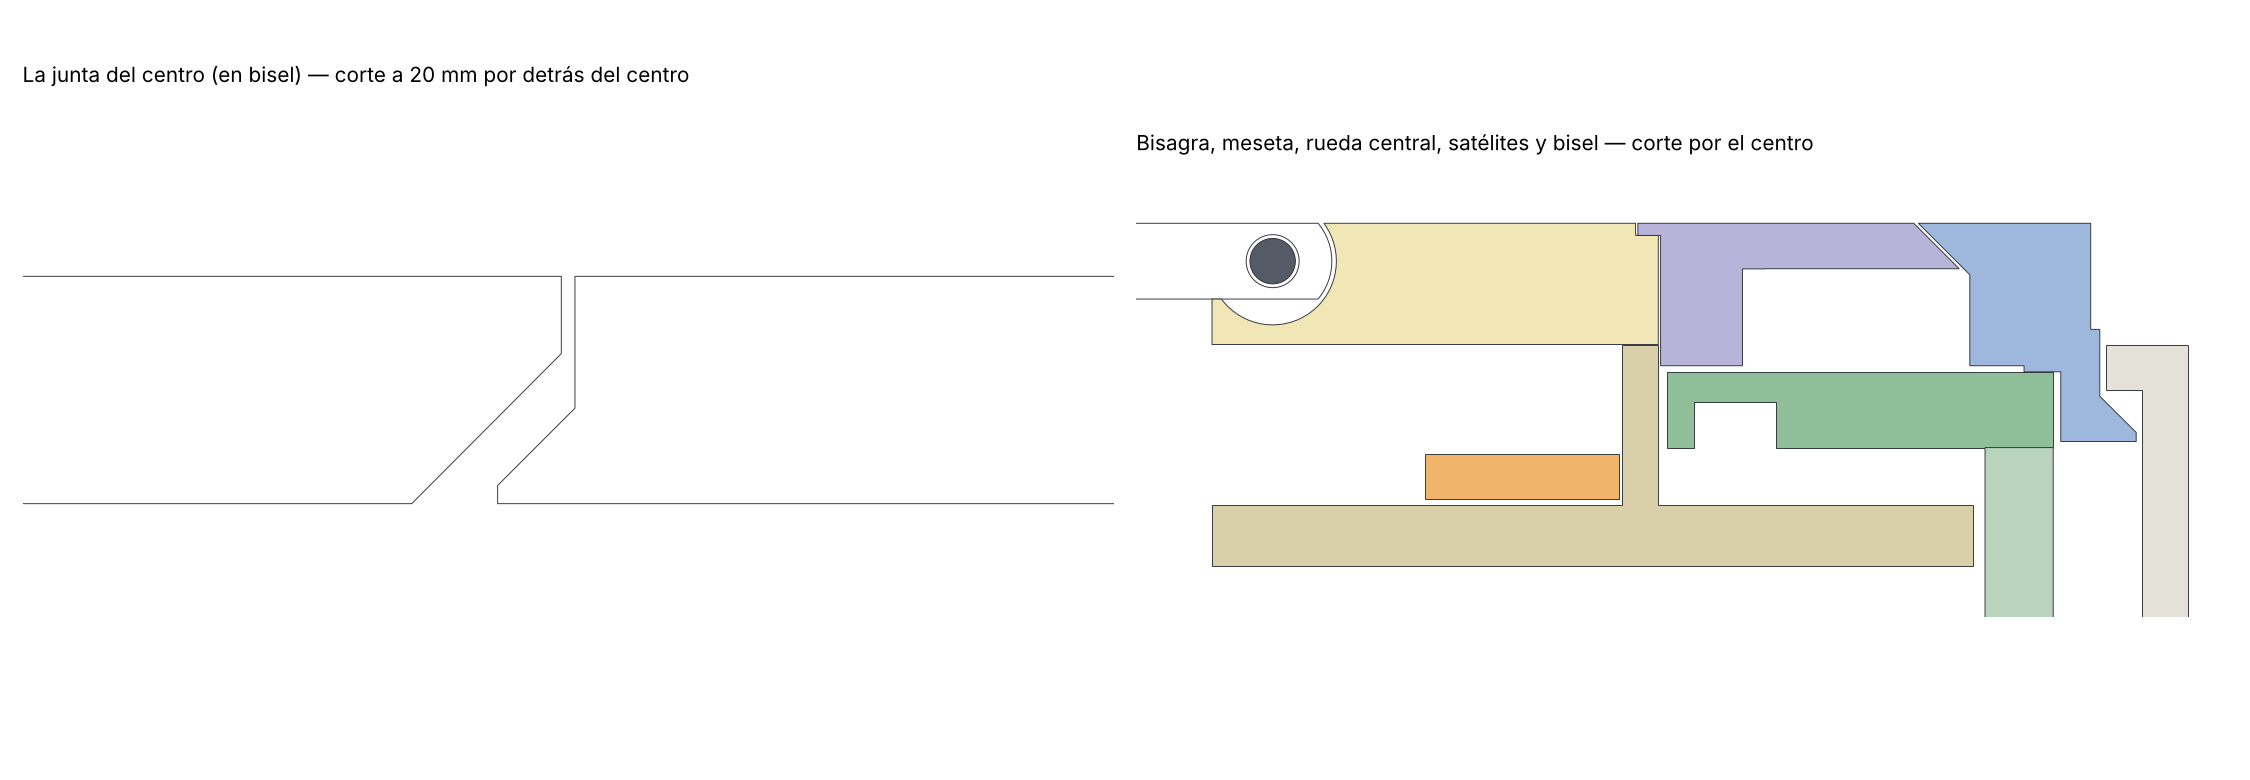 La junta del centro (en bisel) — corte a 20 mm por detrás del centro
Bisagra, meseta, rueda central, satélites y bisel — corte por el centro